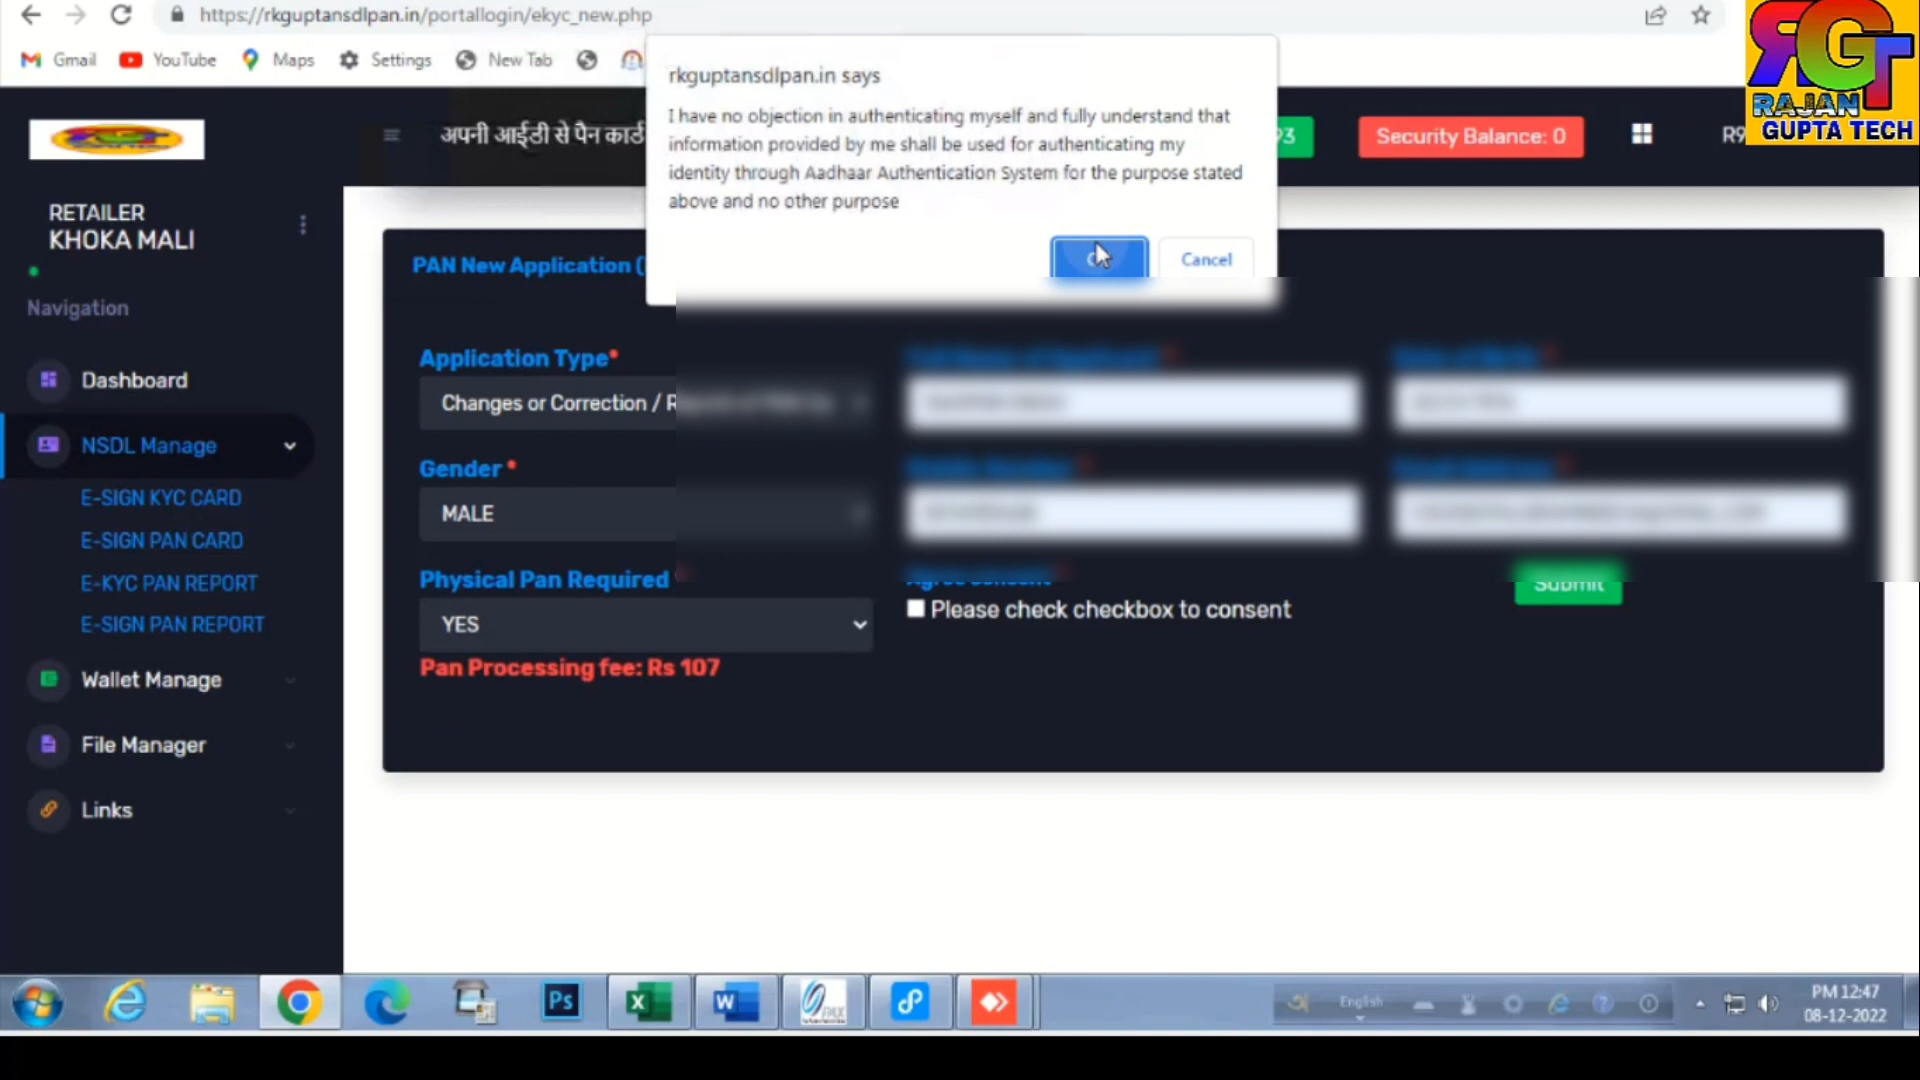 https://rkguptansdlpan.in/portallogin/ekyc_new.php
Gmail YouTube Maps Settings New Tab
RAJAN
GUPTA TECH
rkguptansdlpan.in says
I have no objection in authenticating myself and fully understand that
information provided by me shall be used for authenticating my
identity through Aadhaar Authentication System for the purpose stated
above and no other purpose
Cancel
अपनी आईडी से पैन कार्ड
Security Balance: 0
RETAILER
KHOKA MALI
Navigation
Dashboard
NSDL Manage
E-SIGN KYC CARD
E-SIGN PAN CARD
E-KYC PAN REPORT
E-SIGN PAN REPORT
Wallet Manage
File Manager
Links
PAN New Application (
Application Type*
Changes or Correction /
Gender *
MALE
Physical Pan Required
YES
Pan Processing fee: Rs 107
Please check checkbox to consent
Submit
Ps
English
PM 12:47
08-12-2022